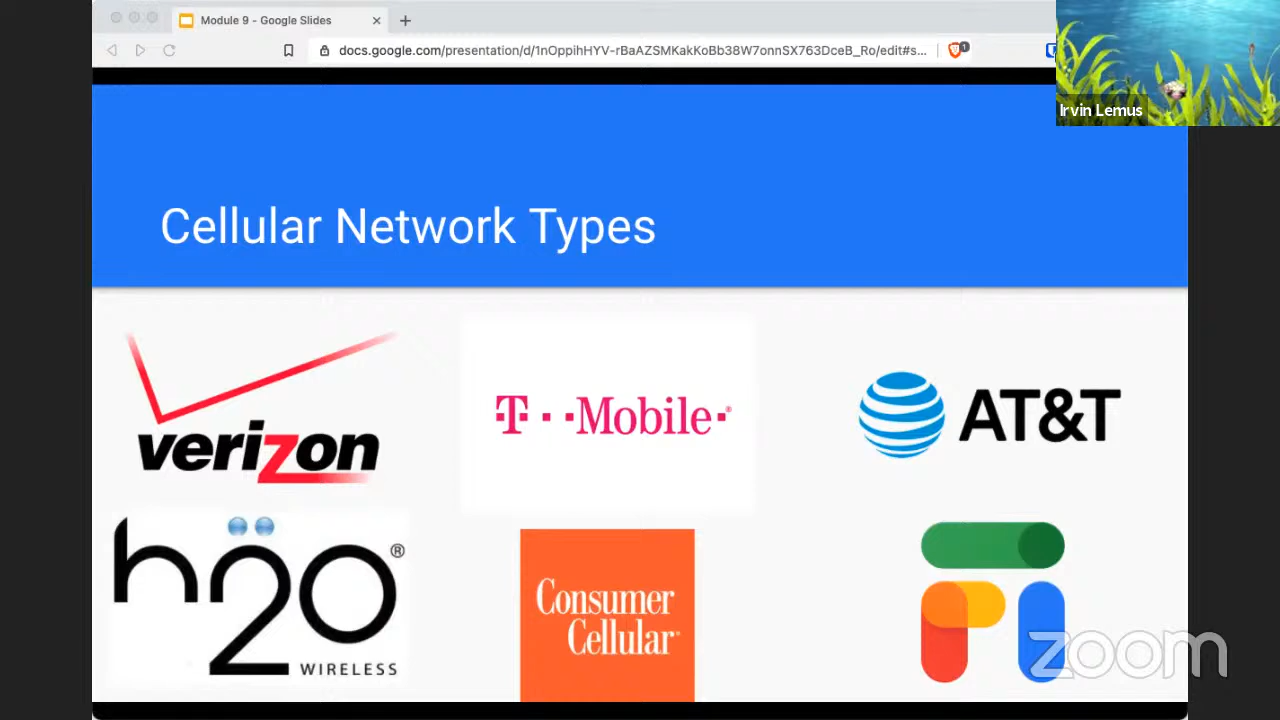 Module 9 - Google Slides
docs.google.com/presentation/d/1nOppihHYV-rBaAZSMKakKoBb38W7onnSX763DceB_Ro/edit#s...
1
Irvin Lemus
Cellular Network Types
verizon
T··Mobile·®
AT&T
h2o®
WIRELESS
Consumer
Cellular®
zoom